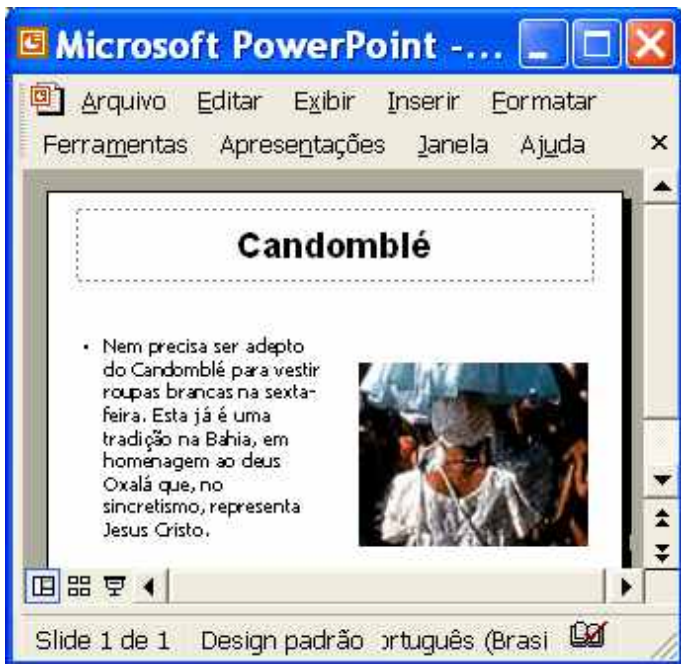 Microsoft PowerPoint -...
Arquivo Editar Exibir Inserir Formatar
Ferramentas Apresentações Janela Ajuda
Candomblé
• Nem precisa ser adepto
do Candomblé para vestir
roupas brancas na sexta-
feira. Esta já é uma
tradição na Bahia, em
homenagem ao deus
Oxalá que, no
sincretismo, representa
Jesus Cristo.
Slide 1 de 1 Design padrão ortuguês (Brasi